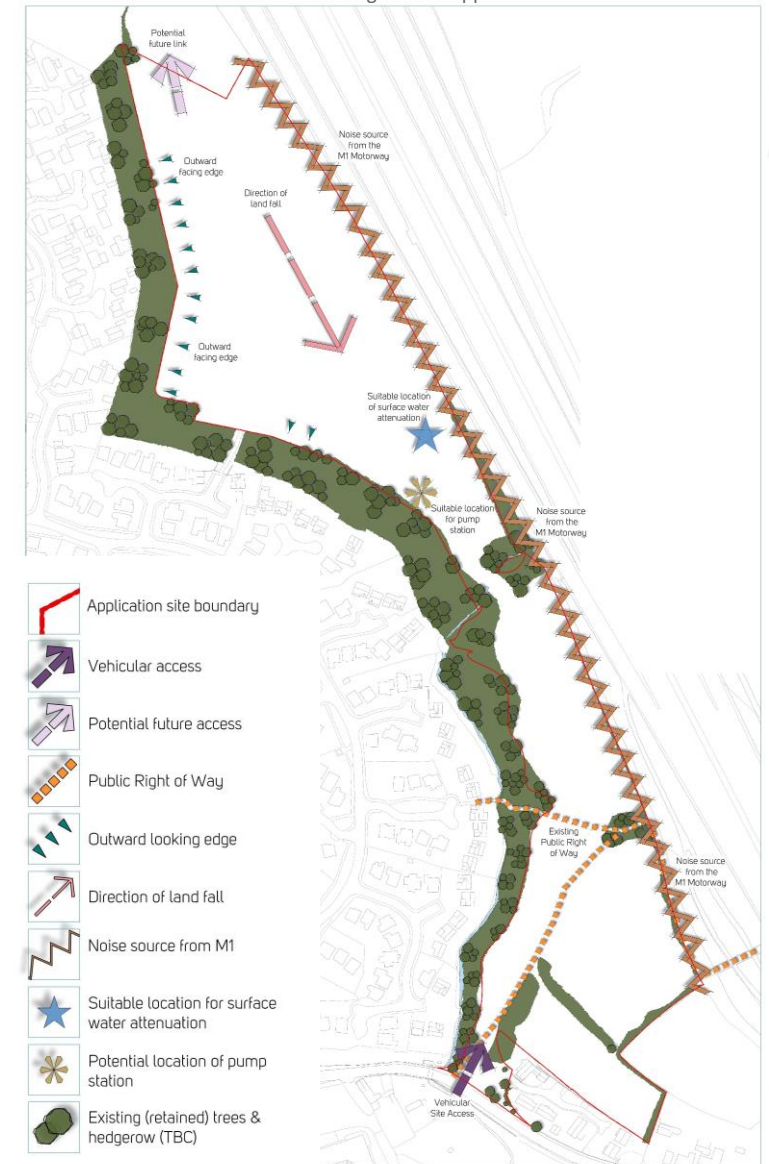 Potential
future link
Noise source
from the
M1 Motorway
Outward
facing edge
Direction of
land fall
Outward
facing edge
Suitable location
of surface water
attenuation
Suitable location
for pump
station
Noise source
from the
M1 Motorway
Application site boundary
Vehicular access
Potential future access
Public Right of Way
Outward looking edge
Direction of land fall
Noise source from M1
Suitable location for surface
water attenuation
Potential location of pump
station
Existing (retained) trees &
hedgerow (TBC)
Existing
Public Right
of Way
Noise source
from the
M1 Motorway
Vehicular
Site Access